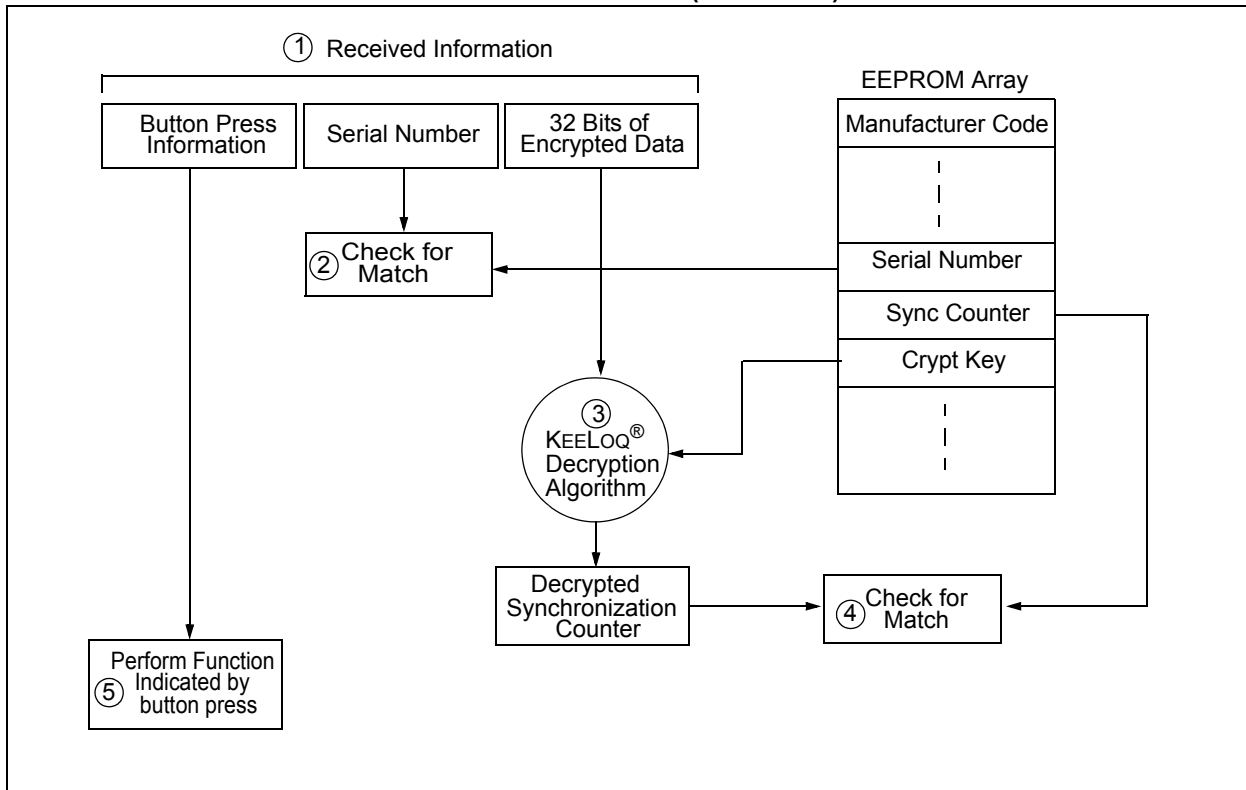 ① Received Information
EEPROM Array
Button Press
Information
Serial Number
32 Bits of
Encrypted Data
Manufacturer Code
② Check for
Match
Serial Number
Sync Counter
Crypt Key
③
KEELOQ®
Decryption
Algorithm
Decrypted
Synchronization
Counter
④ Check for
Match
Perform Function
⑤ Indicated by
button press